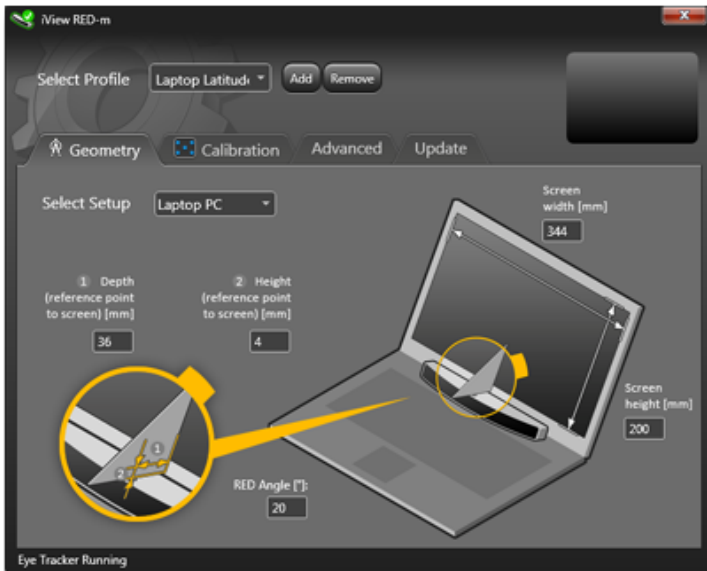 iView RED-m
x
Select Profile
Laptop Latitud
Add
Remove
Geometry
Calibration
Advanced
Update
Select Setup
Laptop PC
Screen
width [mm]
344
1 Depth
(reference point
to screen) [mm]
36
2 Height
(reference point
to screen) [mm]
4
1
2
Screen
height [mm]
200
RED Angle [°]:
20
Eye Tracker Running